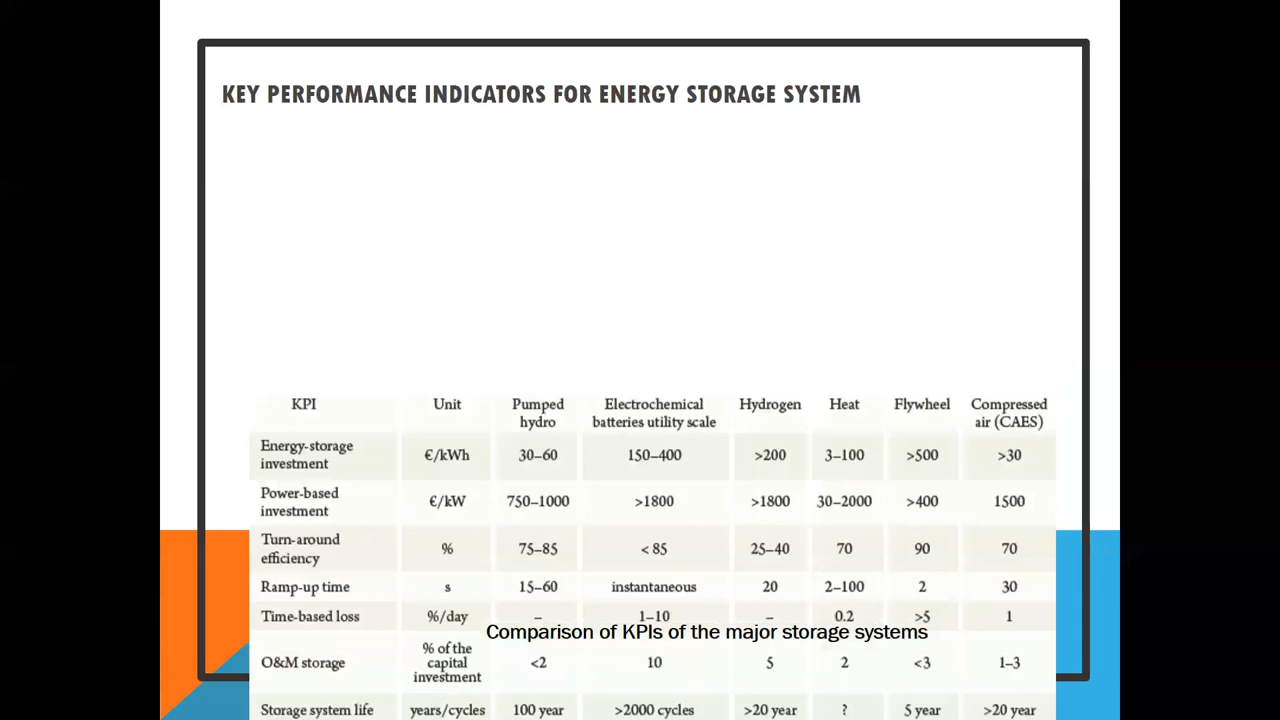 KEY PERFORMANCE INDICATORS FOR ENERGY STORAGE SYSTEM
KPI Unit Pumped hydro Electrochemical batteries utility scale Hydrogen Heat Flywheel Compressed air (CAES)
Energy-storage investment €/kWh 30–60 150–400 >200 3–100 >500 >30
Power-based investment €/kW 750–1000 >1800 >1800 30–2000 >400 1500
Turn-around efficiency % 75–85 < 85 25–40 70 90 70
Ramp-up time s 15–60 instantaneous 20 2–100 2 30
Time-based loss %/day – 1–10 – 0.2 >5 1
Comparison of KPIs of the major storage systems
O&M storage % of the capital investment <2 10 5 2 <3 1–3
Storage system life years/cycles 100 year >2000 cycles >20 year ? 5 year >20 year